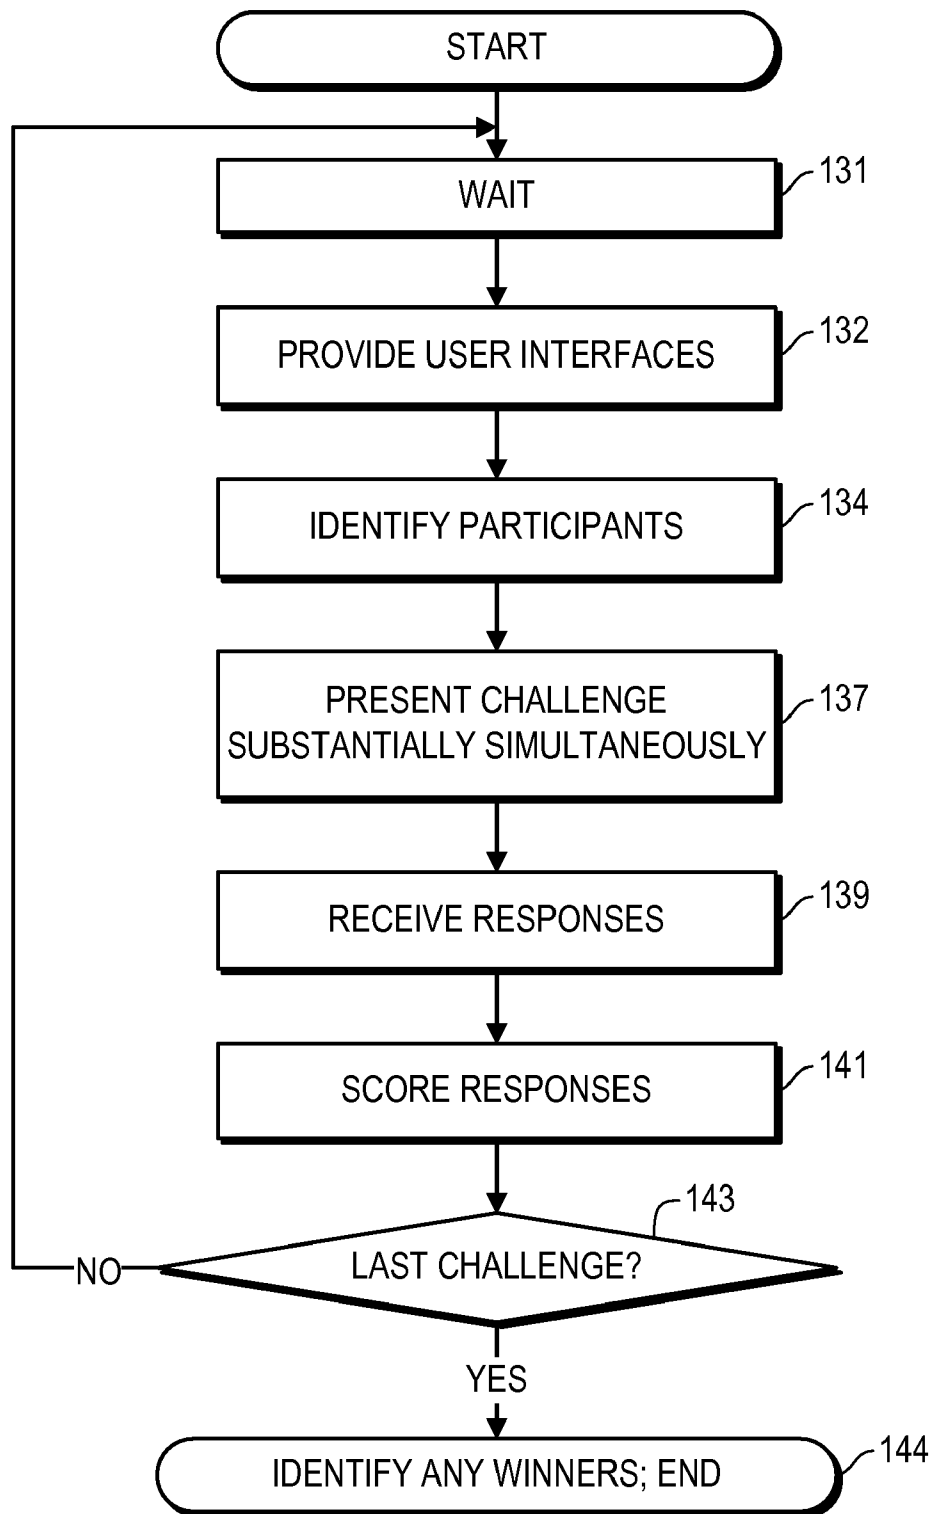 START
WAIT
131
PROVIDE USER INTERFACES
132
IDENTIFY PARTICIPANTS
134
PRESENT CHALLENGE
SUBSTANTIALLY SIMULTANEOUSLY
137
RECEIVE RESPONSES
139
SCORE RESPONSES
141
143
LAST CHALLENGE?
NO
YES
IDENTIFY ANY WINNERS; END
144